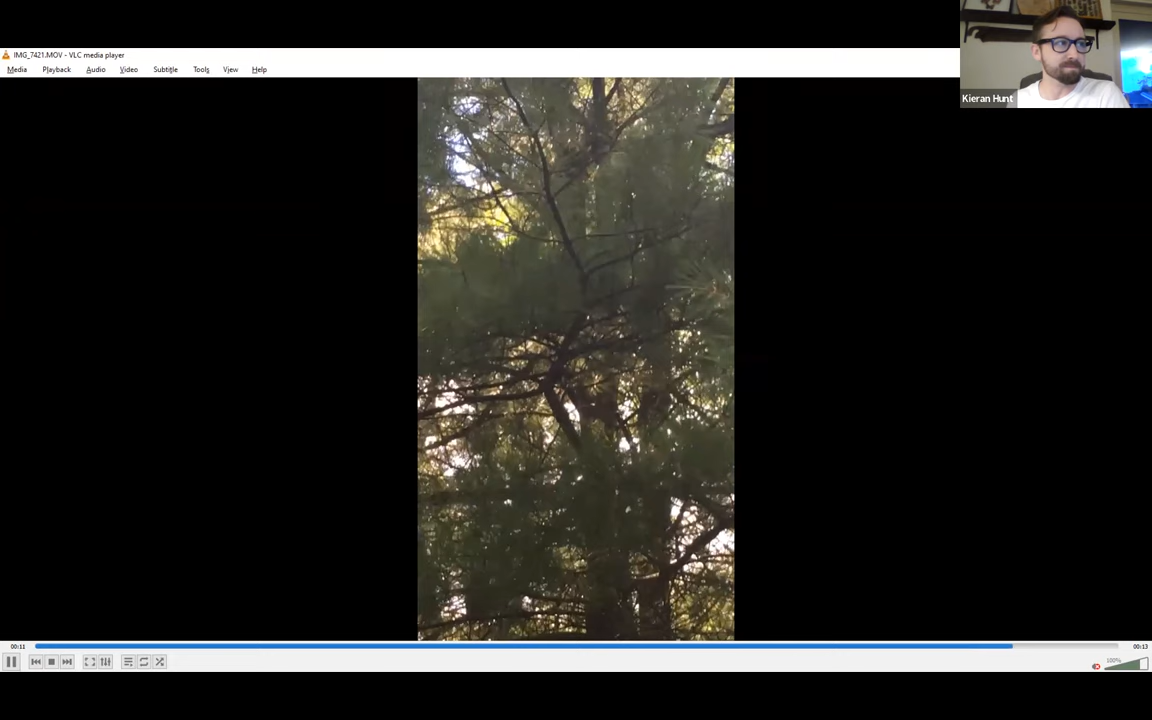 IMG_7421.MOV - VLC media player
Media Playback Audio Video Subtitle Tools View Help
Kieran Hunt
00:11
00:13
100%